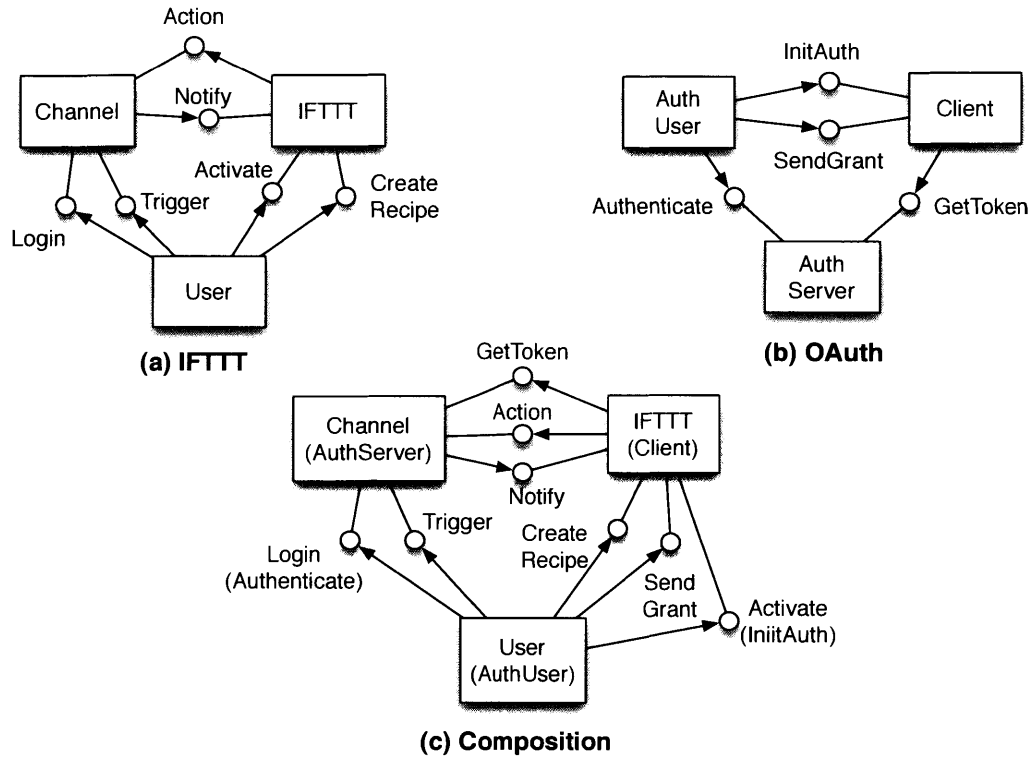 Action
Channel
Notify
IFTTT
Activate
Create
Recipe
Trigger
Login
User
(a) IFTTT
InitAuth
Auth
User
Client
SendGrant
Authenticate
GetToken
Auth
Server
(b) OAuth
GetToken
Channel
(AuthServer)
Action
IFTTT
(Client)
Notify
Trigger
Login
(Authenticate)
Create
Recipe
Send
Grant
Activate
(IniitAuth)
User
(AuthUser)
(c) Composition